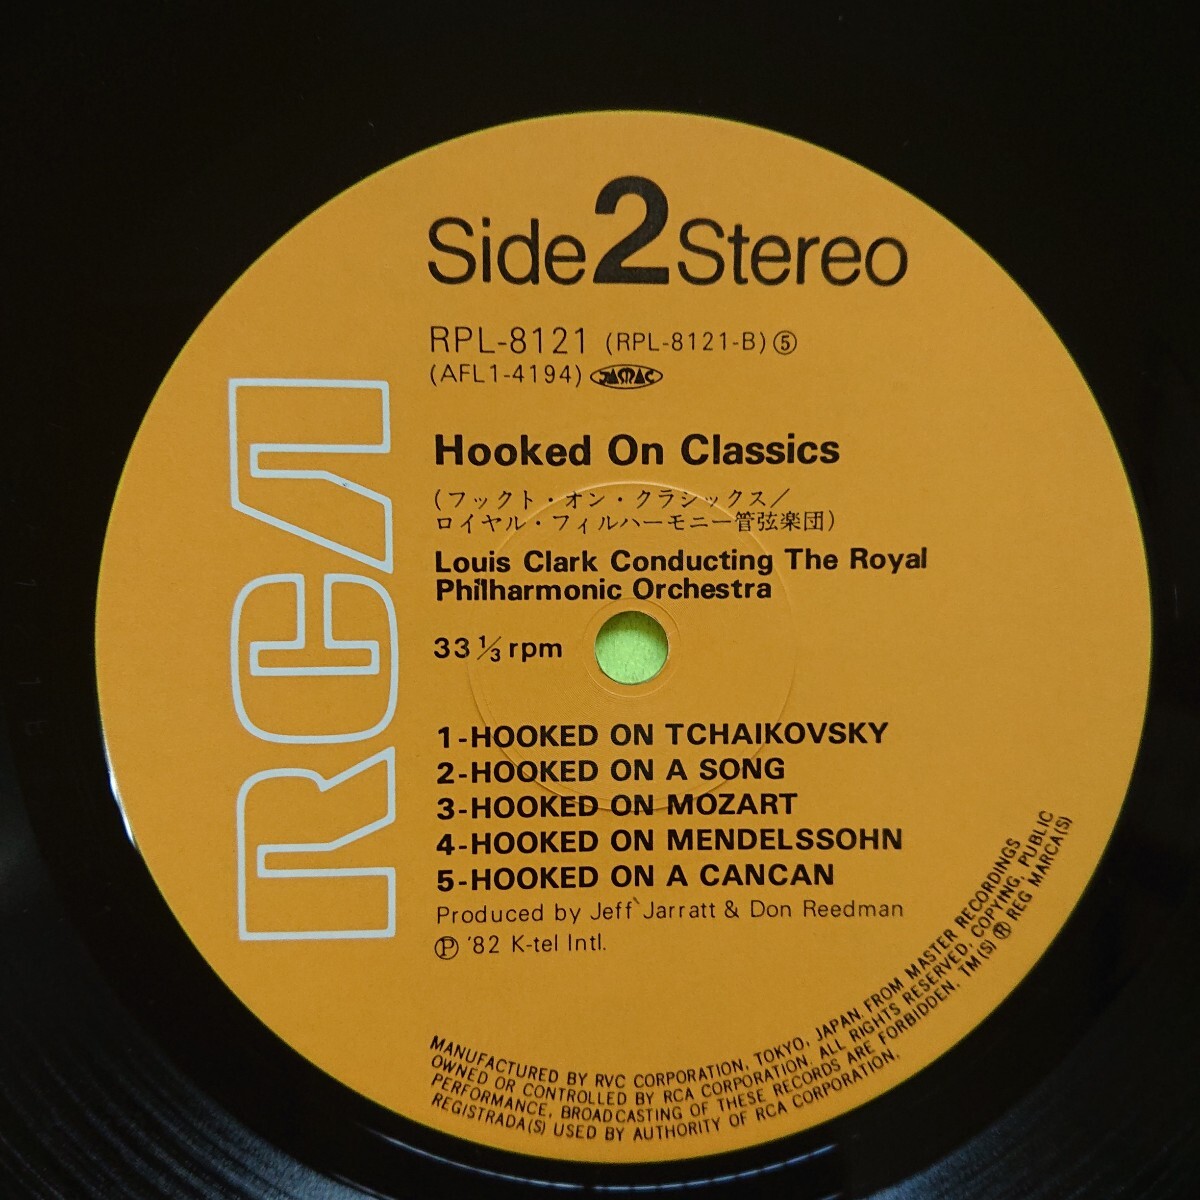 Side 2 Stereo
RPL-8121 (RPL-8121-B) ⑤
(AFL1-4194) JASRAC
RCA
Hooked On Classics
(フックト・オン・クラシックス/
ロイヤル・フィルハーモニー管弦楽団)
Louis Clark Conducting The Royal
Philharmonic Orchestra
33 1/3 rpm
1-HOOKED ON TCHAIKOVSKY
2-HOOKED ON A SONG
3-HOOKED ON MOZART
4-HOOKED ON MENDELSSOHN
5-HOOKED ON A CANCAN
Produced by Jeff Jarratt & Don Reedman
Ⓟ '82 K-tel Intl.
MANUFACTURED BY RVC CORPORATION, TOKYO, JAPAN, FROM MASTER RECORDINGS
OWNED OR CONTROLLED BY RCA CORPORATION. ALL RIGHTS RESERVED, COPYING, PUBLIC
PERFORMANCE, BROADCASTING OF THESE RECORDS ARE FORBIDDEN. TM(S) ® REG MARCA(S)
REGISTRADA(S) USED BY AUTHORITY OF RCA CORPORATION.